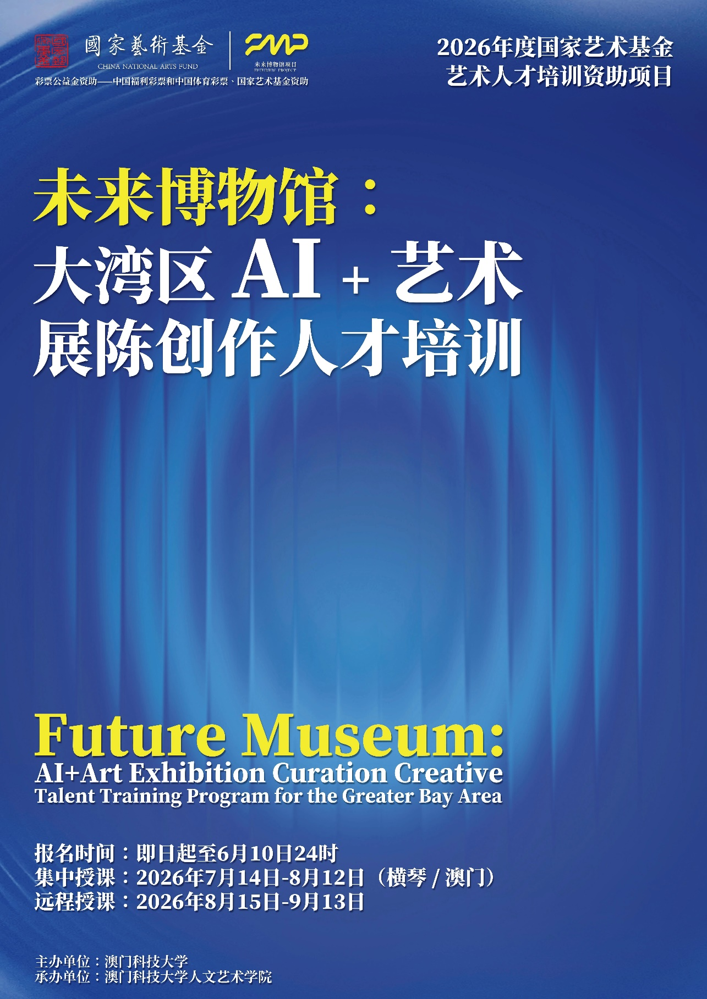 國家藝術基金
CHINA NATIONAL ARTS FUND
FMP
未来博物馆项目
FUTURIUM PROJECT
彩票公益金资助——中国福利彩票和中国体育彩票、国家艺术基金资助
2026年度国家艺术基金
艺术人才培训资助项目
未来博物馆：
大湾区 AI + 艺术
展陈创作人才培训
Future Museum:
AI+Art Exhibition Curation Creative
Talent Training Program for the Greater Bay Area
报名时间：即日起至6月10日24时
集中授课：2026年7月14日-8月12日（横琴 / 澳门）
远程授课：2026年8月15日-9月13日
主办单位：澳门科技大学
承办单位：澳门科技大学人文艺术学院